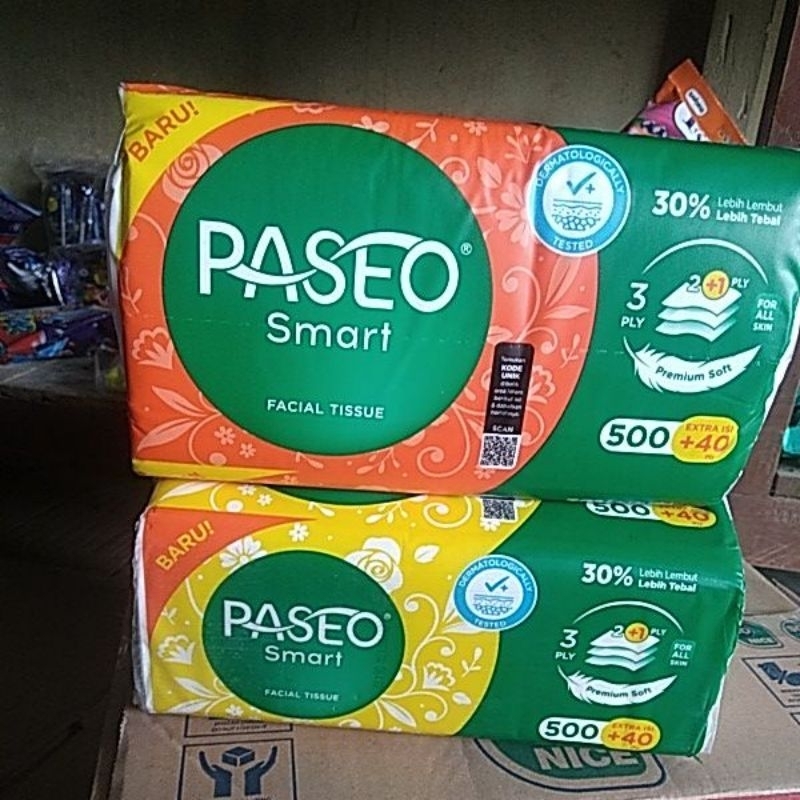 BARU!
PASEO®
Smart
FACIAL TISSUE
DERMATOLOGICALLY
TESTED
30% Lebih Lembut
Lebih Tebal
2 +1 PLY
3
PLY
FOR
ALL
SKIN
Premium Soft
Temukan
KODE
UNIK
SCAN
500 EXTRA ISI
+40
500
+40
BARU!
PASEO®
Smart
FACIAL TISSUE
DERMATOLOGICALLY
TESTED
30% Lebih Lembut
Lebih Tebal
2 +1 PLY
3
PLY
FOR
ALL
SKIN
Premium Soft
500 EXTRA ISI
+40
NICE
NICE